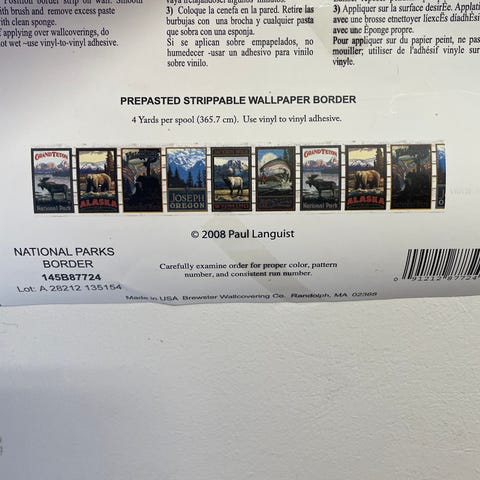 Position border strip on wall. Smooth
with brush and remove excess paste
with clean sponge.
f applying over wallcoverings, do
not wet ~use vinyl-to-vinyl adhesive.
3) Coloque la cenefa en la pared. Retire las
burbujas con una brocha y cualquier pasta
que sobra con una esponja.
Si se aplican sobre empapelados, no
humedecer -usar un adhesivo para vinilo
sobre vinilo.
3) Appliquer sur la surface desirÉe.
avec une brosse etnettoyer l'excÈs
avec une Éponge propre.
Pour appliquer sur du papier peint, ne pas
mouiller; utiliser de l'adhésif vinyle sur
vinyle.
PREPASTED STRIPPABLE WALLPAPER BORDER
4 Yards per spool (365.7 cm). Use vinyl to vinyl adhesive.
GRAND TETON
National Park
ALASKA
JOSEPH
OREGON
WYOMING
GRAND TETON
National Park
ALASKA
© 2008 Paul Languist
NATIONAL PARKS
BORDER
145B87724
Lot: A 28212 135154
Carefully examine order for proper color, pattern
number, and consistent run number.
Made in USA Brewster Wallcovering Co. Randolph, MA 02368
0 91212 87724